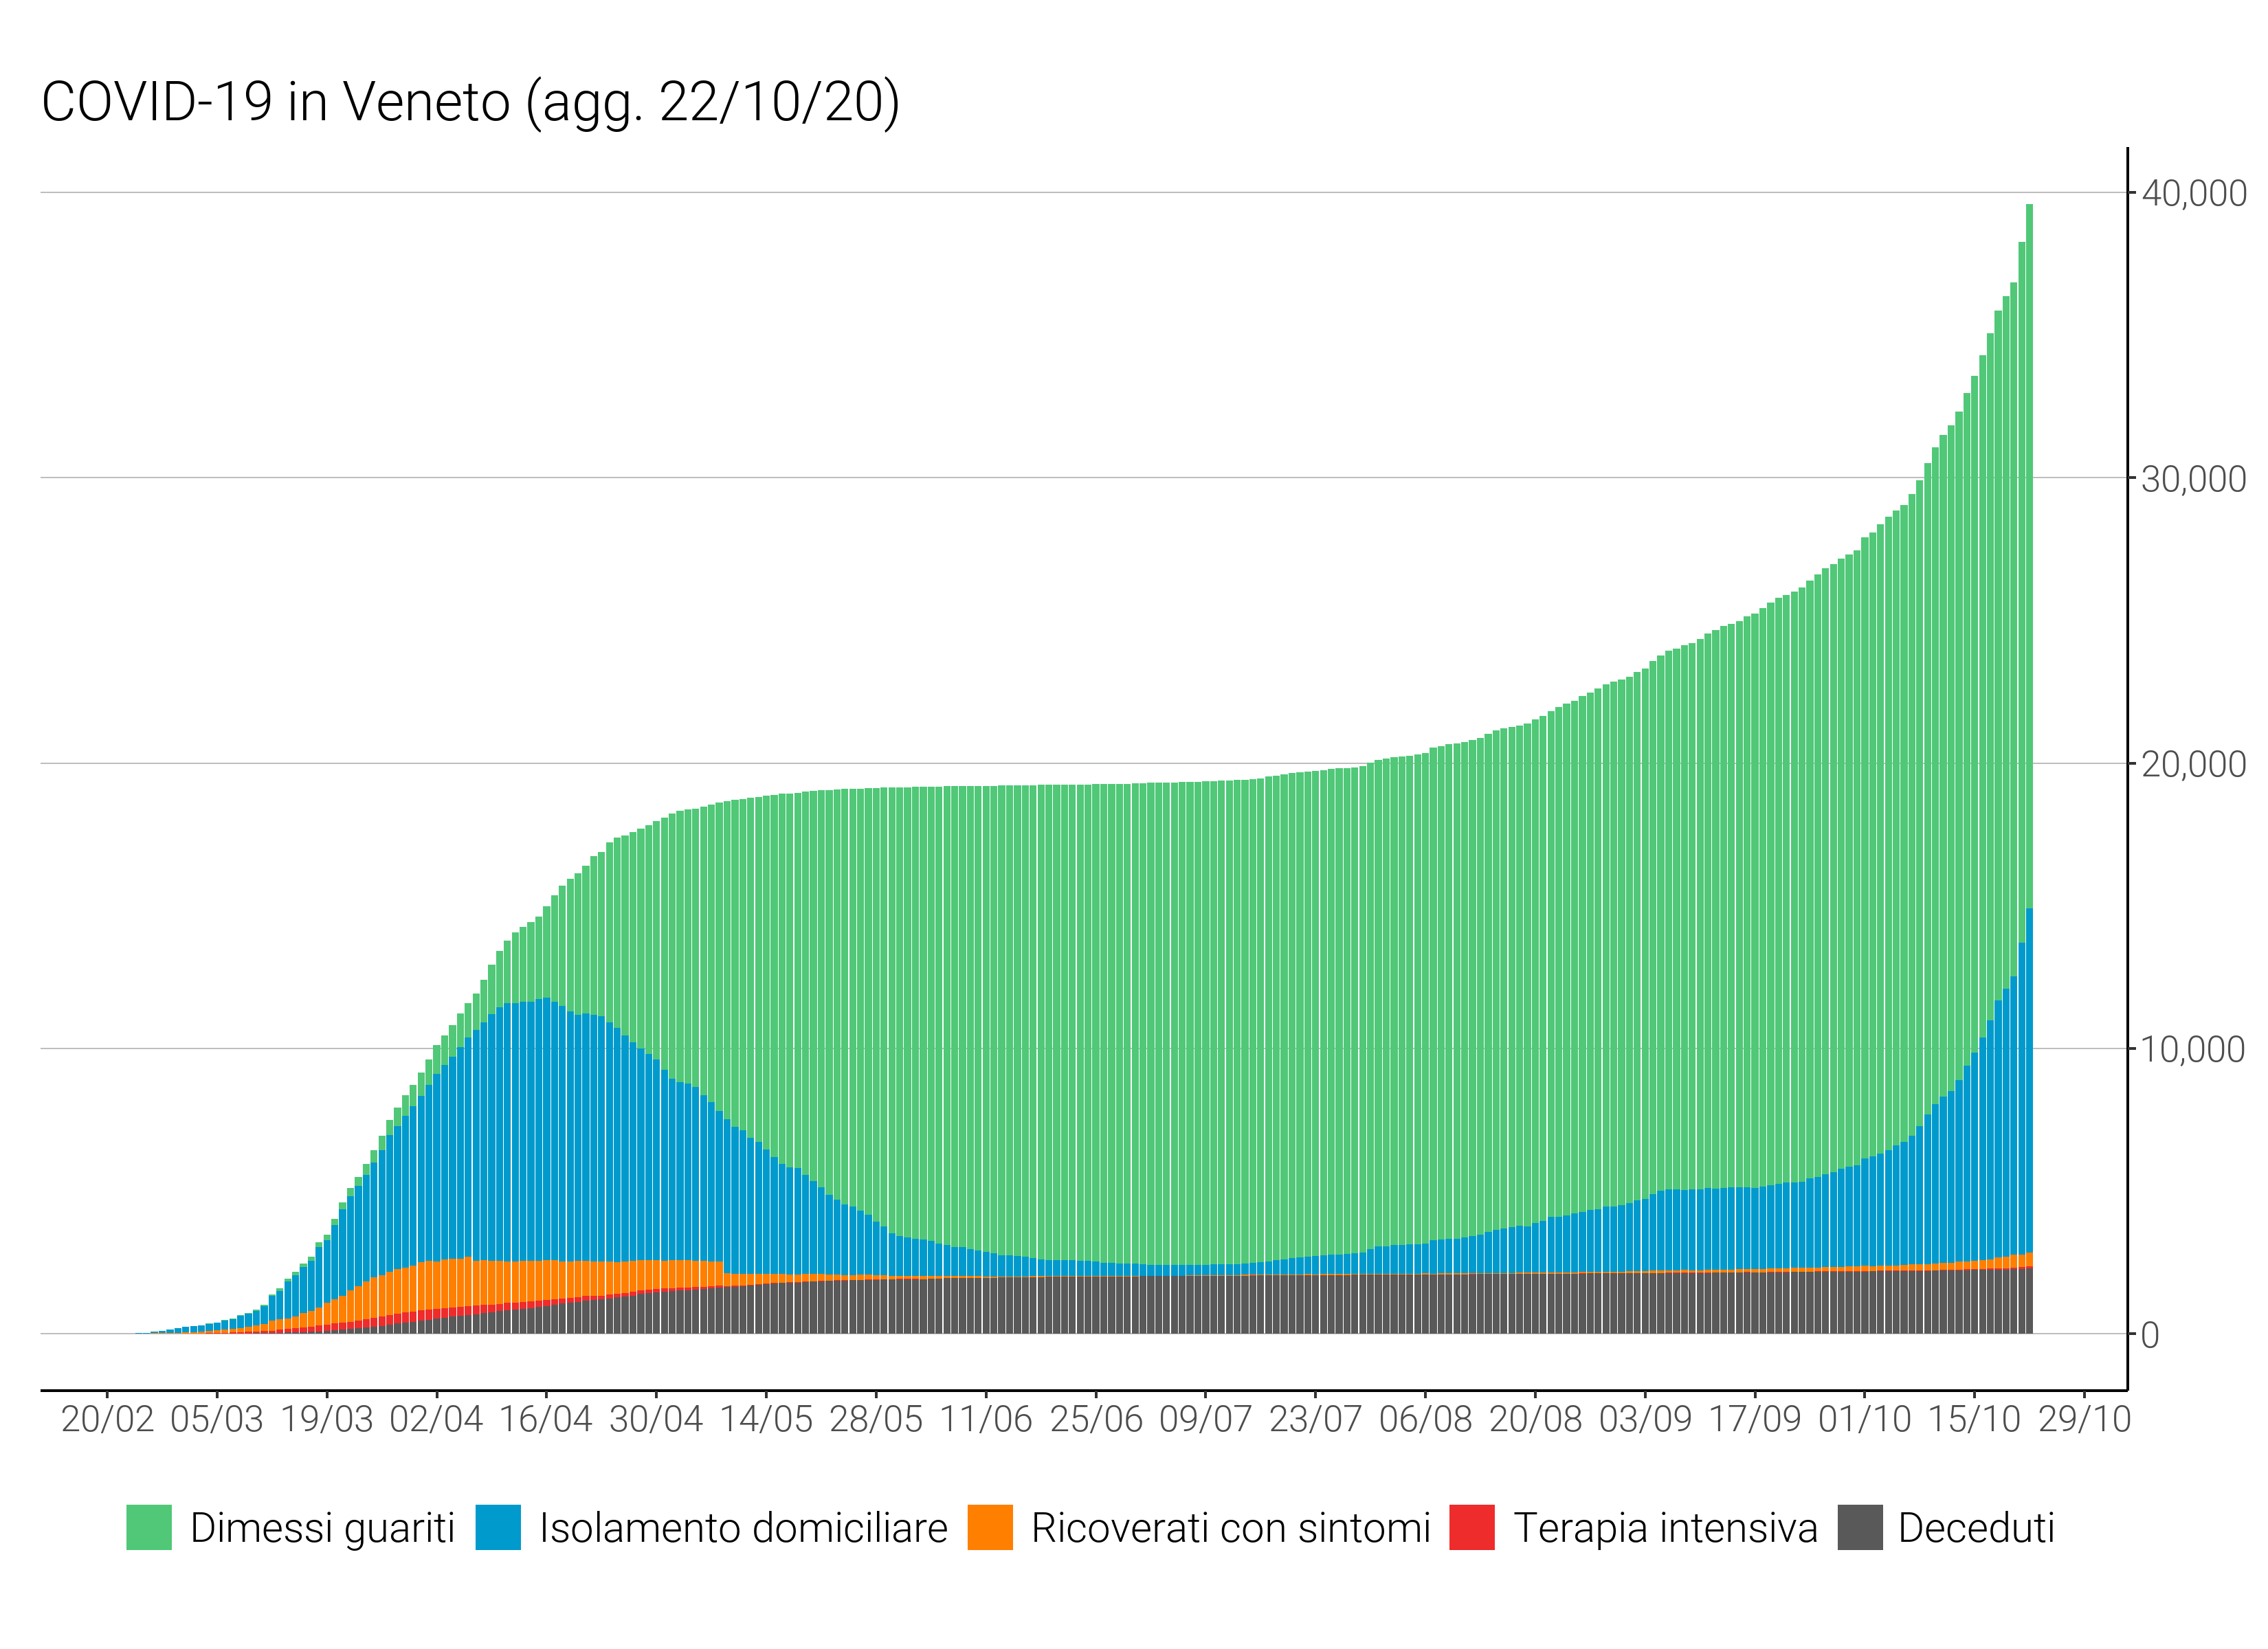 COVID-19 in Veneto (agg. 22/10/20)
40,000
30,000
20,000
10,000
0
20/02 05/03 19/03 02/04 16/04 30/04 14/05 28/05 11/06 25/06 09/07 23/07 06/08 20/08 03/09 17/09 01/10 15/10 29/10
Dimessi guariti Isolamento domiciliare Ricoverati con sintomi Terapia intensiva Deceduti